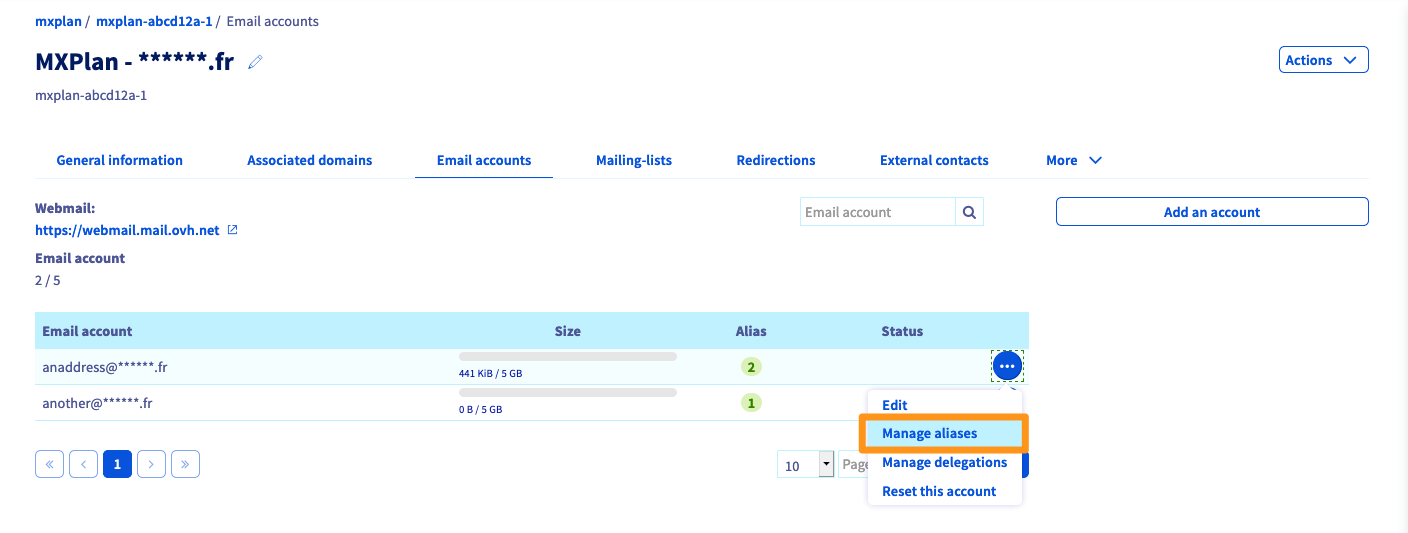 mxplan / mxplan-abcd12a-1 / Email accounts
MXPlan - ******.fr
Actions
mxplan-abcd12a-1
General information Associated domains Email accounts Mailing-lists Redirections External contacts More
Webmail:
https://webmail.mail.ovh.net
Email account
Add an account
Email account
2 / 5
Email account Size Alias Status
anaddress@******.fr 441 KiB / 5 GB 2
another@******.fr 0 B / 5 GB 1
Edit
Manage aliases
Manage delegations
Reset this account
« ‹ 1 › » 10 Page